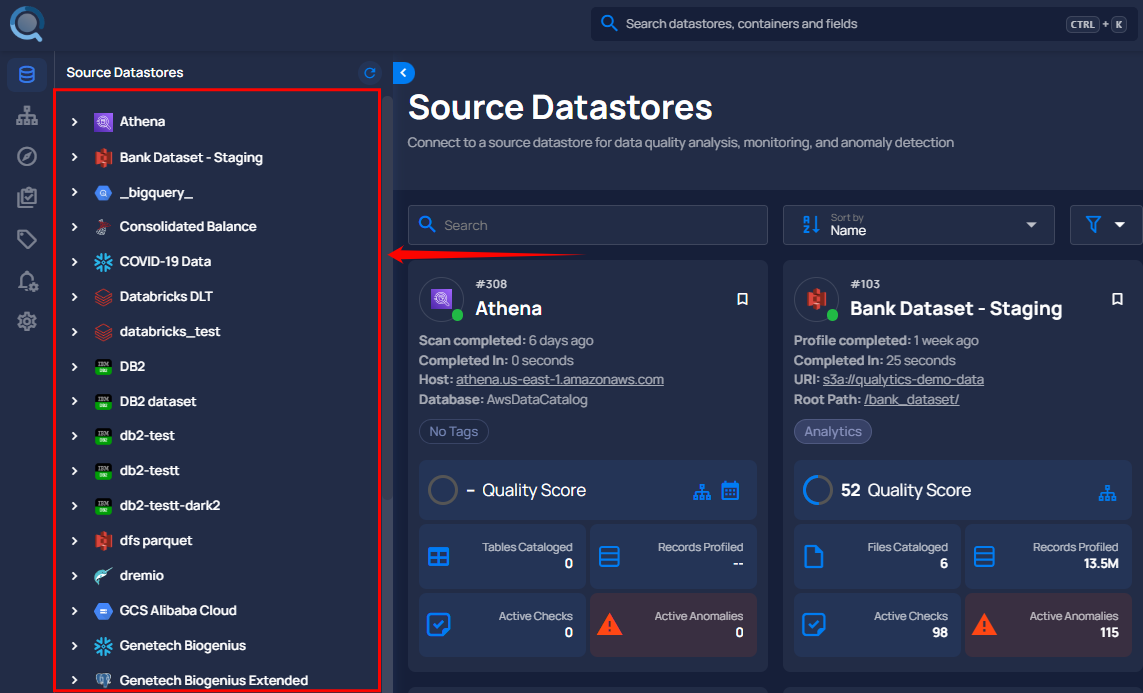 Search datastores, containers and fields
CTRL + K
Source Datastores
Athena
Bank Dataset - Staging
_bigquery_
Consolidated Balance
COVID-19 Data
Databricks DLT
databricks_test
DB2
DB2 dataset
db2-test
db2-testt
db2-testt-dark2
dfs parquet
dremio
GCS Alibaba Cloud
Genetech Biogenius
Genetech Biogenius Extended
Source Datastores
Connect to a source datastore for data quality analysis, monitoring, and anomaly detection
Search
Sort by
Name
#308
Athena
Scan completed: 6 days ago
Completed In: 0 seconds
Host: athena.us-east-1.amazonaws.com
Database: AwsDataCatalog
No Tags
– Quality Score
Tables Cataloged
0
Records Profiled
--
Active Checks
0
Active Anomalies
0
#103
Bank Dataset - Staging
Profile completed: 1 week ago
Completed In: 25 seconds
URI: s3a://qualytics-demo-data
Root Path: /bank_dataset/
Analytics
52 Quality Score
Files Cataloged
6
Records Profiled
13.5M
Active Checks
98
Active Anomalies
115